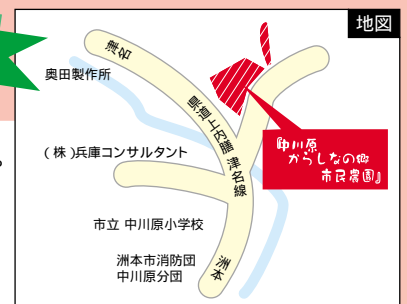 地図
津名
奥田製作所
県道上内膳津名線
(株)兵庫コンサルタント
『中川原
からしなの郷
市民農園』
市立 中川原小学校
洲本市消防団
中川原分団
洲本